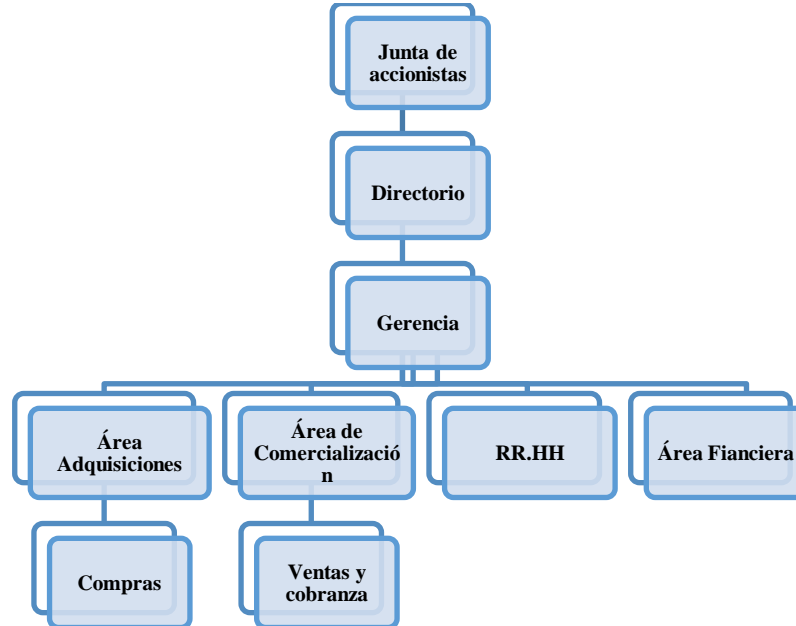 Junta de
accionistas
Directorio
Gerencia
Área
Adquisiciones
Área de
Comercializació
n
RR.HH
Área Fianciera
Compras
Ventas y
cobranza